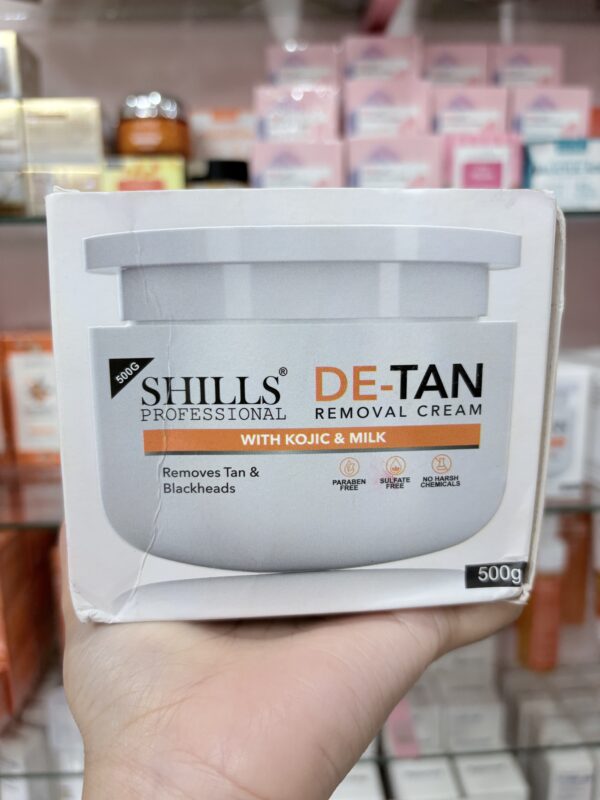 500G
SHILLS®
PROFESSIONAL
DE-TAN
REMOVAL CREAM
WITH KOJIC & MILK
Removes Tan &
Blackheads
PARABEN
FREE
SULFATE
FREE
NO HARSH
CHEMICALS
500g